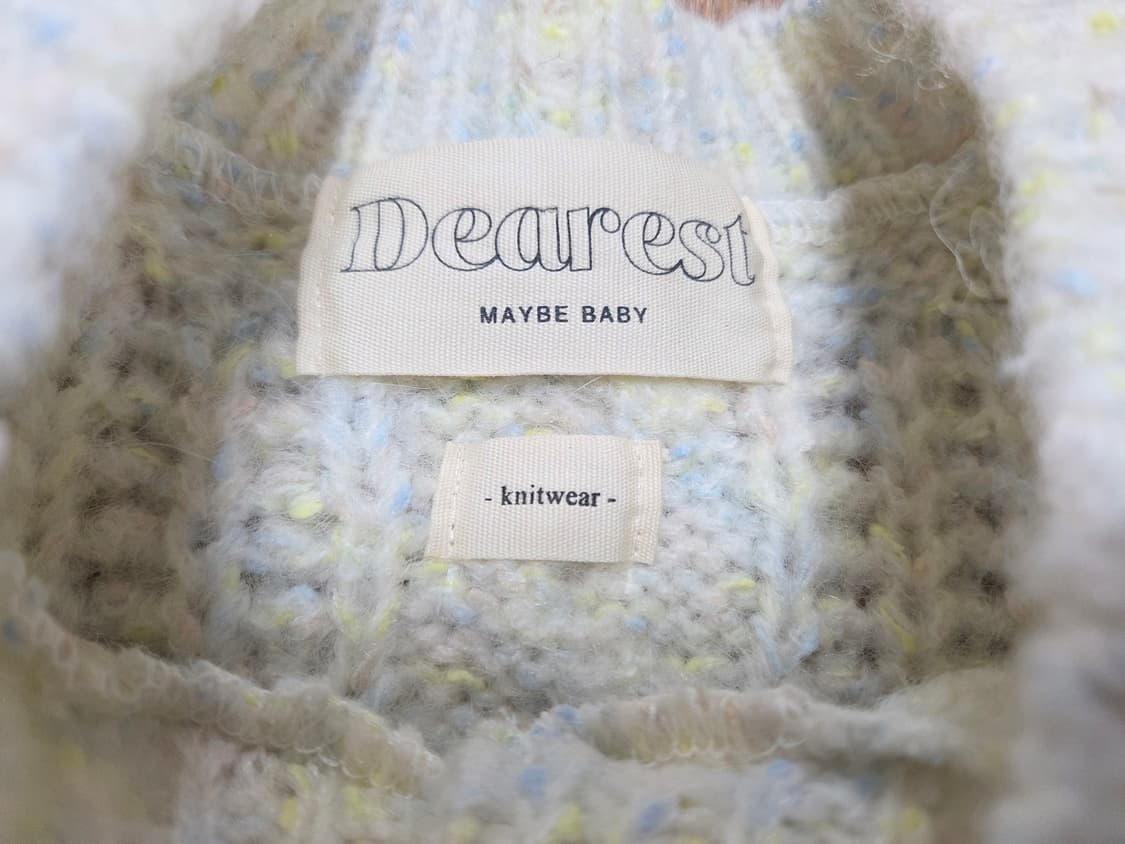 Dearest
MAYBE BABY
- knitwear -